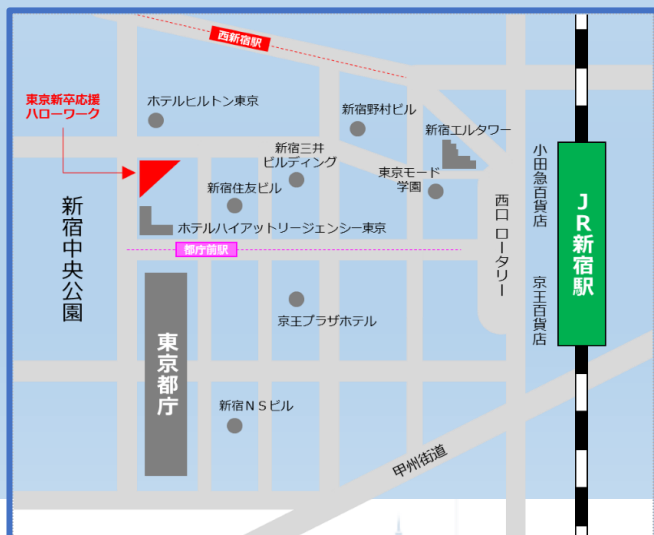 西新宿駅
東京新卒応援
ハローワーク
ホテルヒルトン東京
新宿野村ビル
新宿エルタワー
新宿三井
ビルディング
東京モード
学園
新宿住友ビル
ホテルハイアットリージェンシー東京
都庁前駅
新宿中央公園
西口 ロータリー
小田急百貨店
京王百貨店
JR新宿駅
京王プラザホテル
東京都庁
新宿NSビル
甲州街道